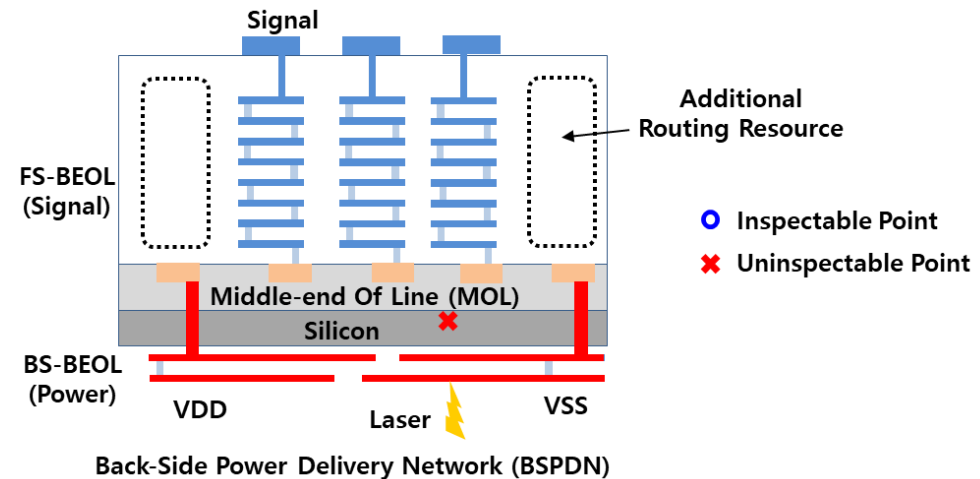 Signal
Additional
Routing Resource
FS-BEOL
(Signal)
Inspectable Point
Uninspectable Point
Middle-end Of Line (MOL)
Silicon
BS-BEOL
(Power)
VDD
Laser
VSS
Back-Side Power Delivery Network (BSPDN)